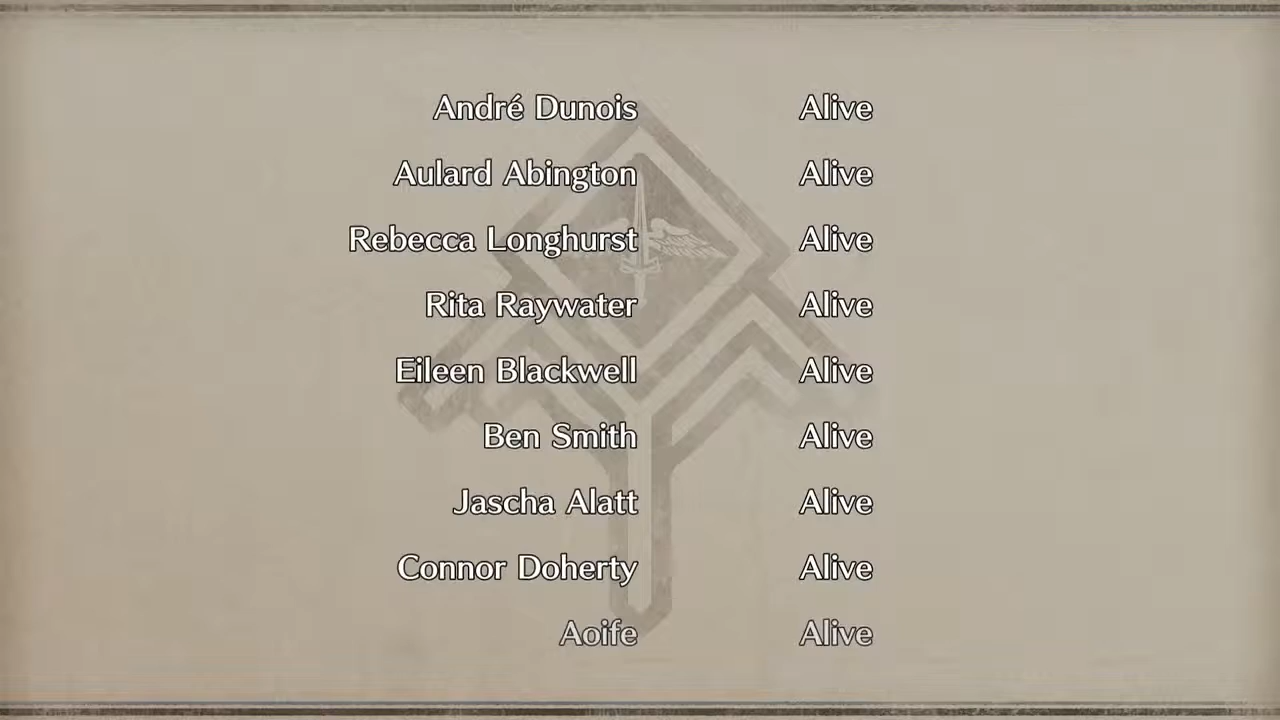 André Dunois Alive
Aulard Abington Alive
Rebecca Longhurst Alive
Rita Raywater Alive
Eileen Blackwell Alive
Ben Smith Alive
Jascha Alatt Alive
Connor Doherty Alive
Aoife Alive